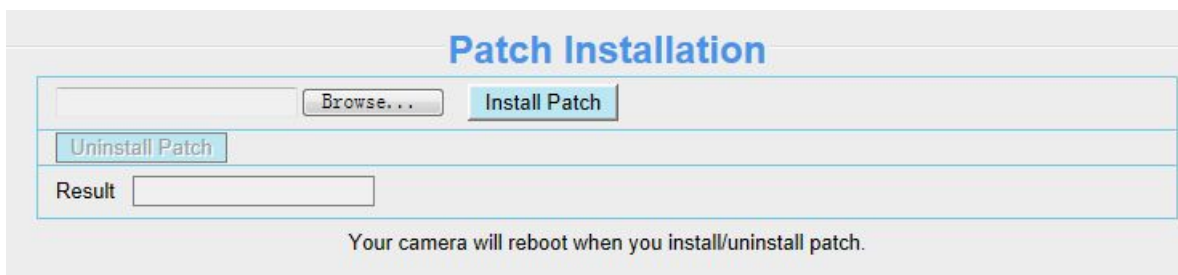 Patch Installation
Browse... Install Patch
Uninstall Patch
Result
Your camera will reboot when you install/uninstall patch.